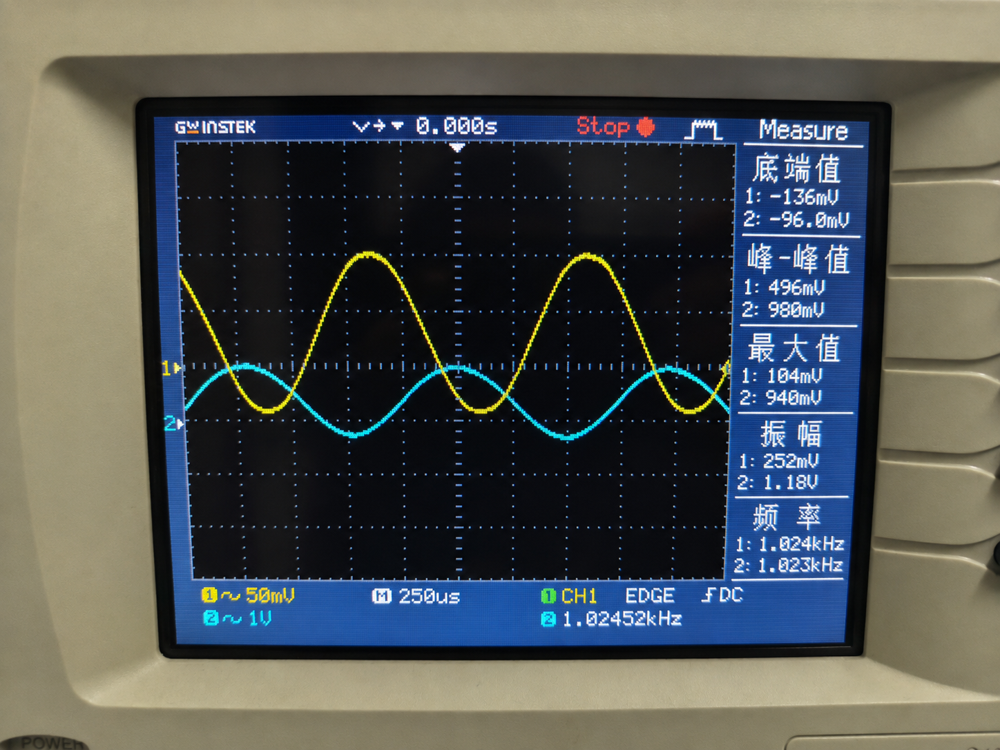 GW INSTEK 0.000s Stop Measure
底端值
1: -136mV
2: -96.0mV
峰-峰值
1: 496mV
2: 980mV
最大值
1: 104mV
2: 940mV
振幅
1: 252mV
2: 1.18V
频率
1: 1.024kHz
2: 1.023kHz
1
2
1 ~ 50mV M 250us 1 CH1 EDGE DC
2 ~ 1V 2 1.02452kHz
POWER